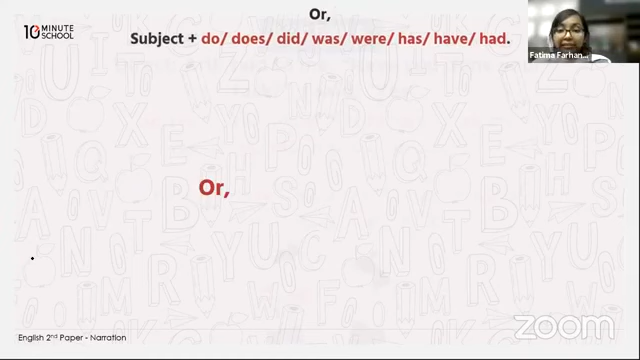 Or,
10 MINUTE SCHOOL
Subject + do/ does/ did/ was/ were/ has/ have/ had.
Fatima Farhan...
Or,
zoom
English 2nd Paper - Narration